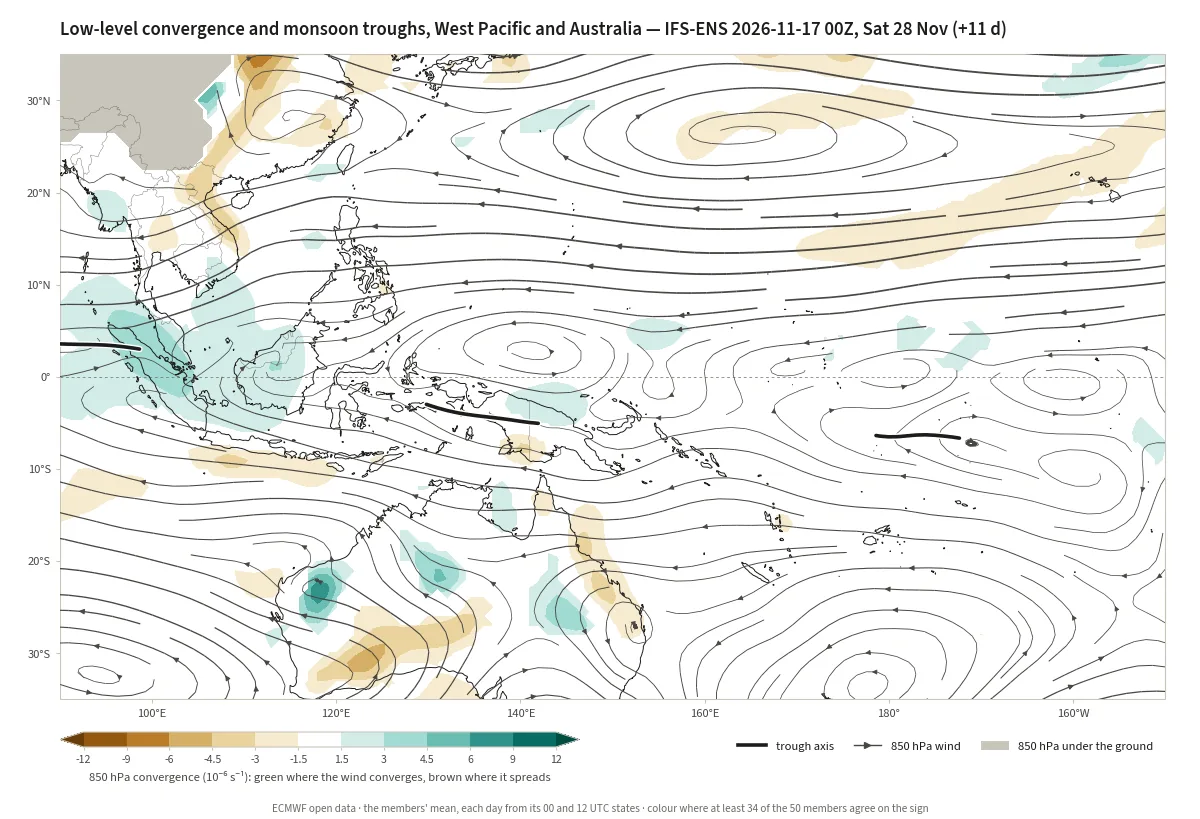 Low-level convergence and monsoon troughs, West Pacific and Australia — IFS-ENS 2026-11-17 00Z, Sat 28 Nov (+11 d)
30°N
20°N
10°N
0°
10°S
20°S
30°S
100°E 120°E 140°E 160°E 180° 160°W
-12 -9 -6 -4.5 -3 -1.5 1.5 3 4.5 6 9 12
850 hPa convergence (10⁻⁶ s⁻¹): green where the wind converges, brown where it spreads
trough axis 850 hPa wind 850 hPa under the ground
ECMWF open data · the members' mean, each day from its 00 and 12 UTC states · colour where at least 34 of the 50 members agree on the sign